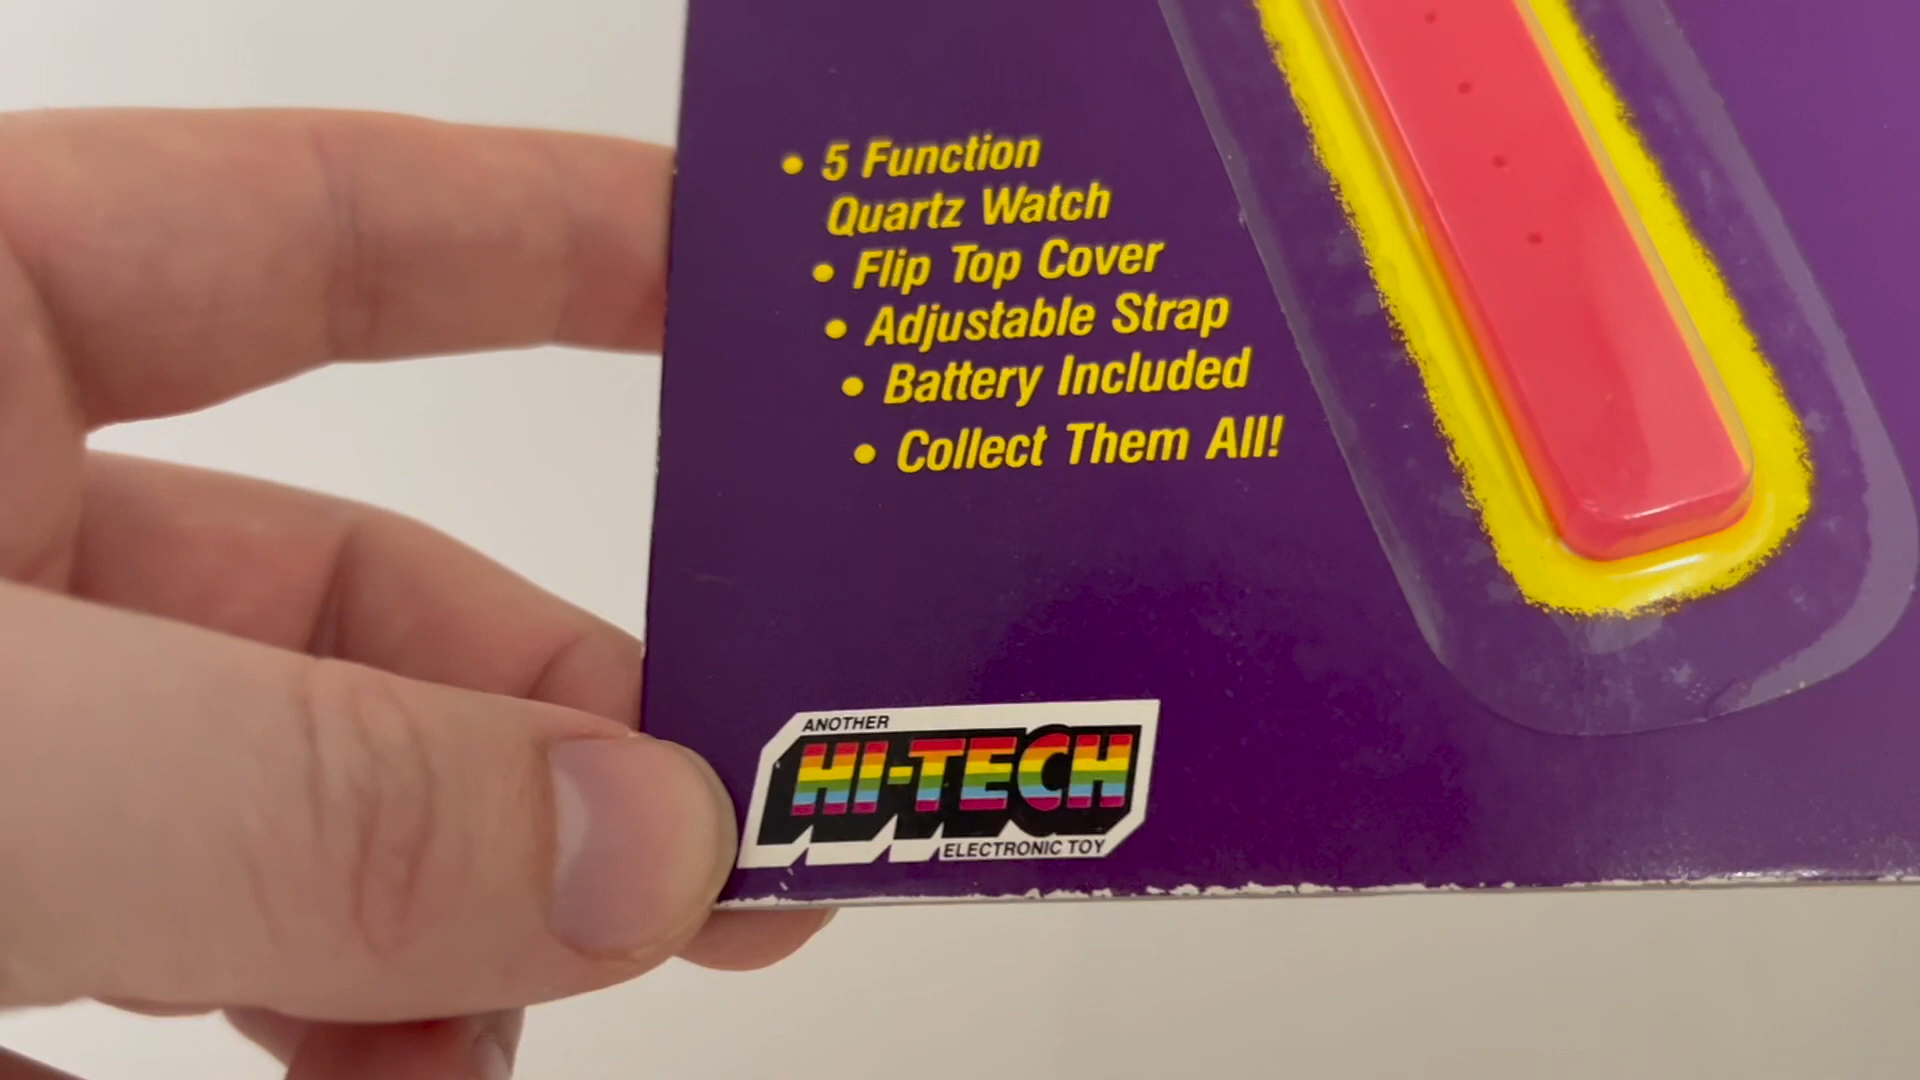 • 5 Function
Quartz Watch
• Flip Top Cover
• Adjustable Strap
• Battery Included
• Collect Them All!
ANOTHER
HI-TECH
ELECTRONIC TOY